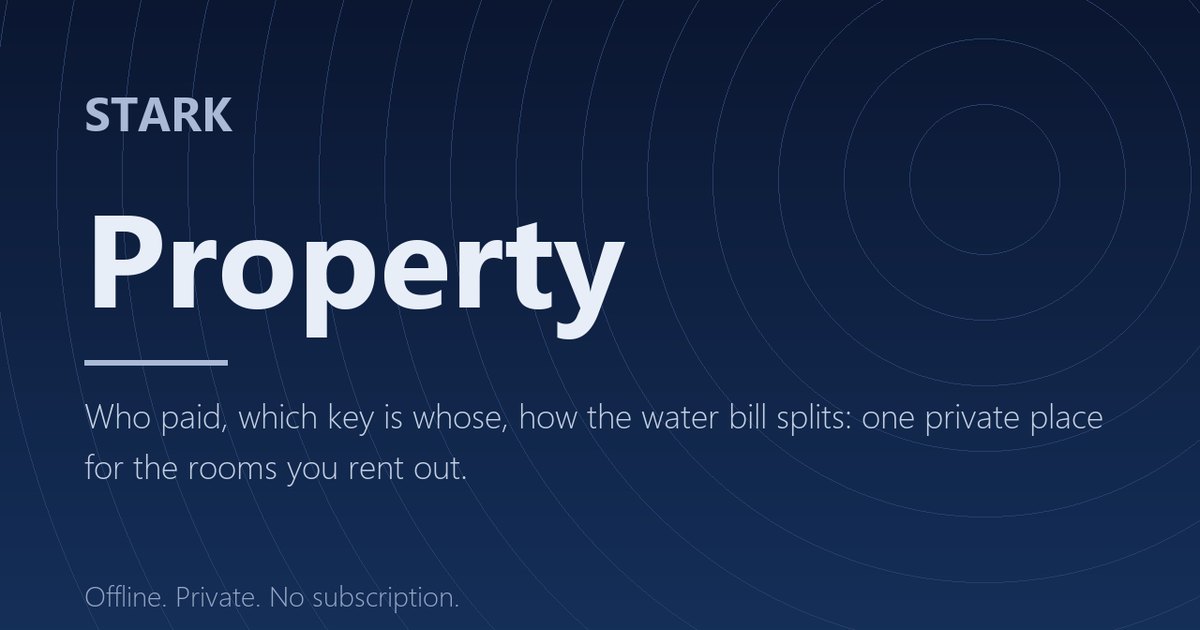 STARK
Property
Who paid, which key is whose, how the water bill splits: one private place
for the rooms you rent out.
Offline. Private. No subscription.